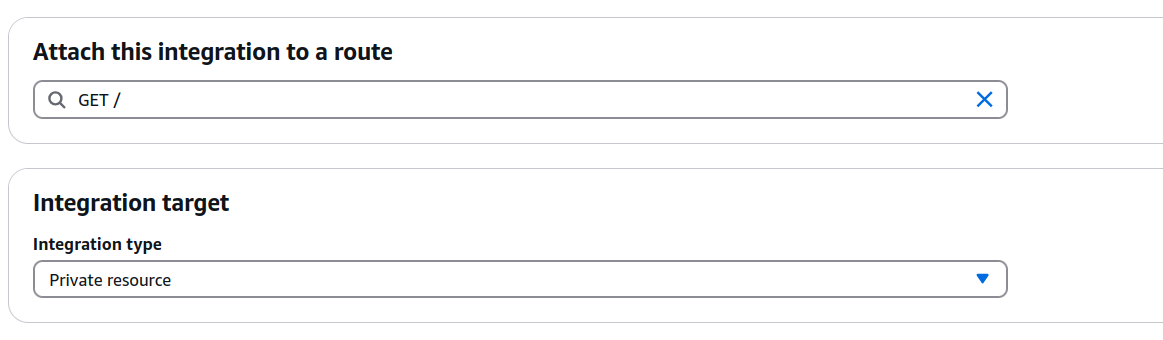 Attach this integration to a route
GET /
Integration target
Integration type
Private resource